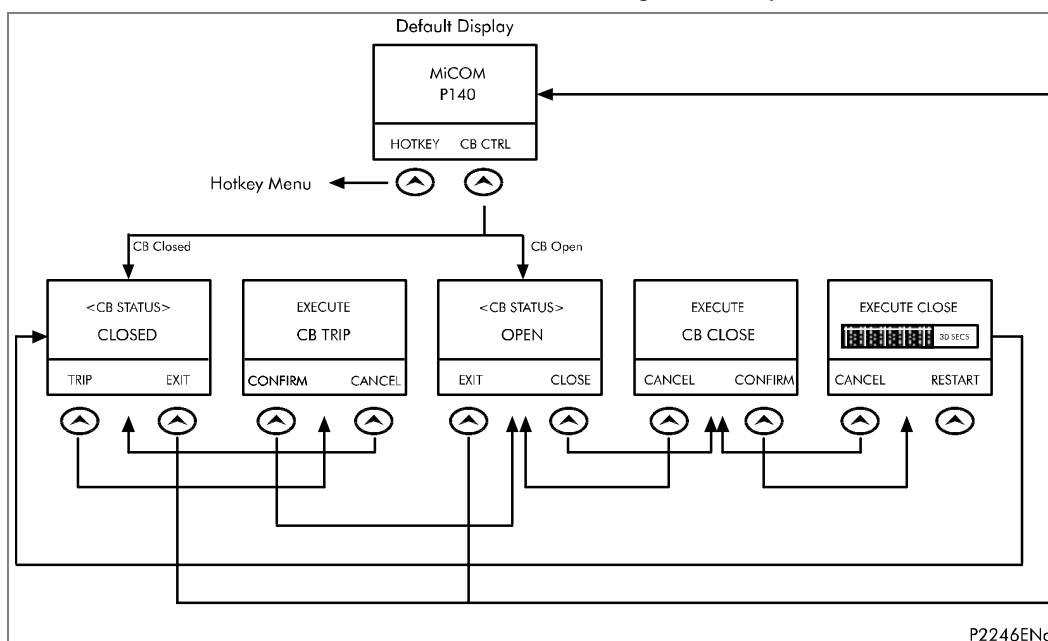 Default Display
MiCOM
P140
HOTKEY CB CTRL
Hotkey Menu
CB Closed
CB Open
<CB STATUS>
CLOSED
TRIP EXIT
EXECUTE
CB TRIP
CONFIRM CANCEL
<CB STATUS>
OPEN
EXIT CLOSE
EXECUTE
CB CLOSE
CANCEL CONFIRM
EXECUTE CLOSE
30 SECS
CANCEL RESTART